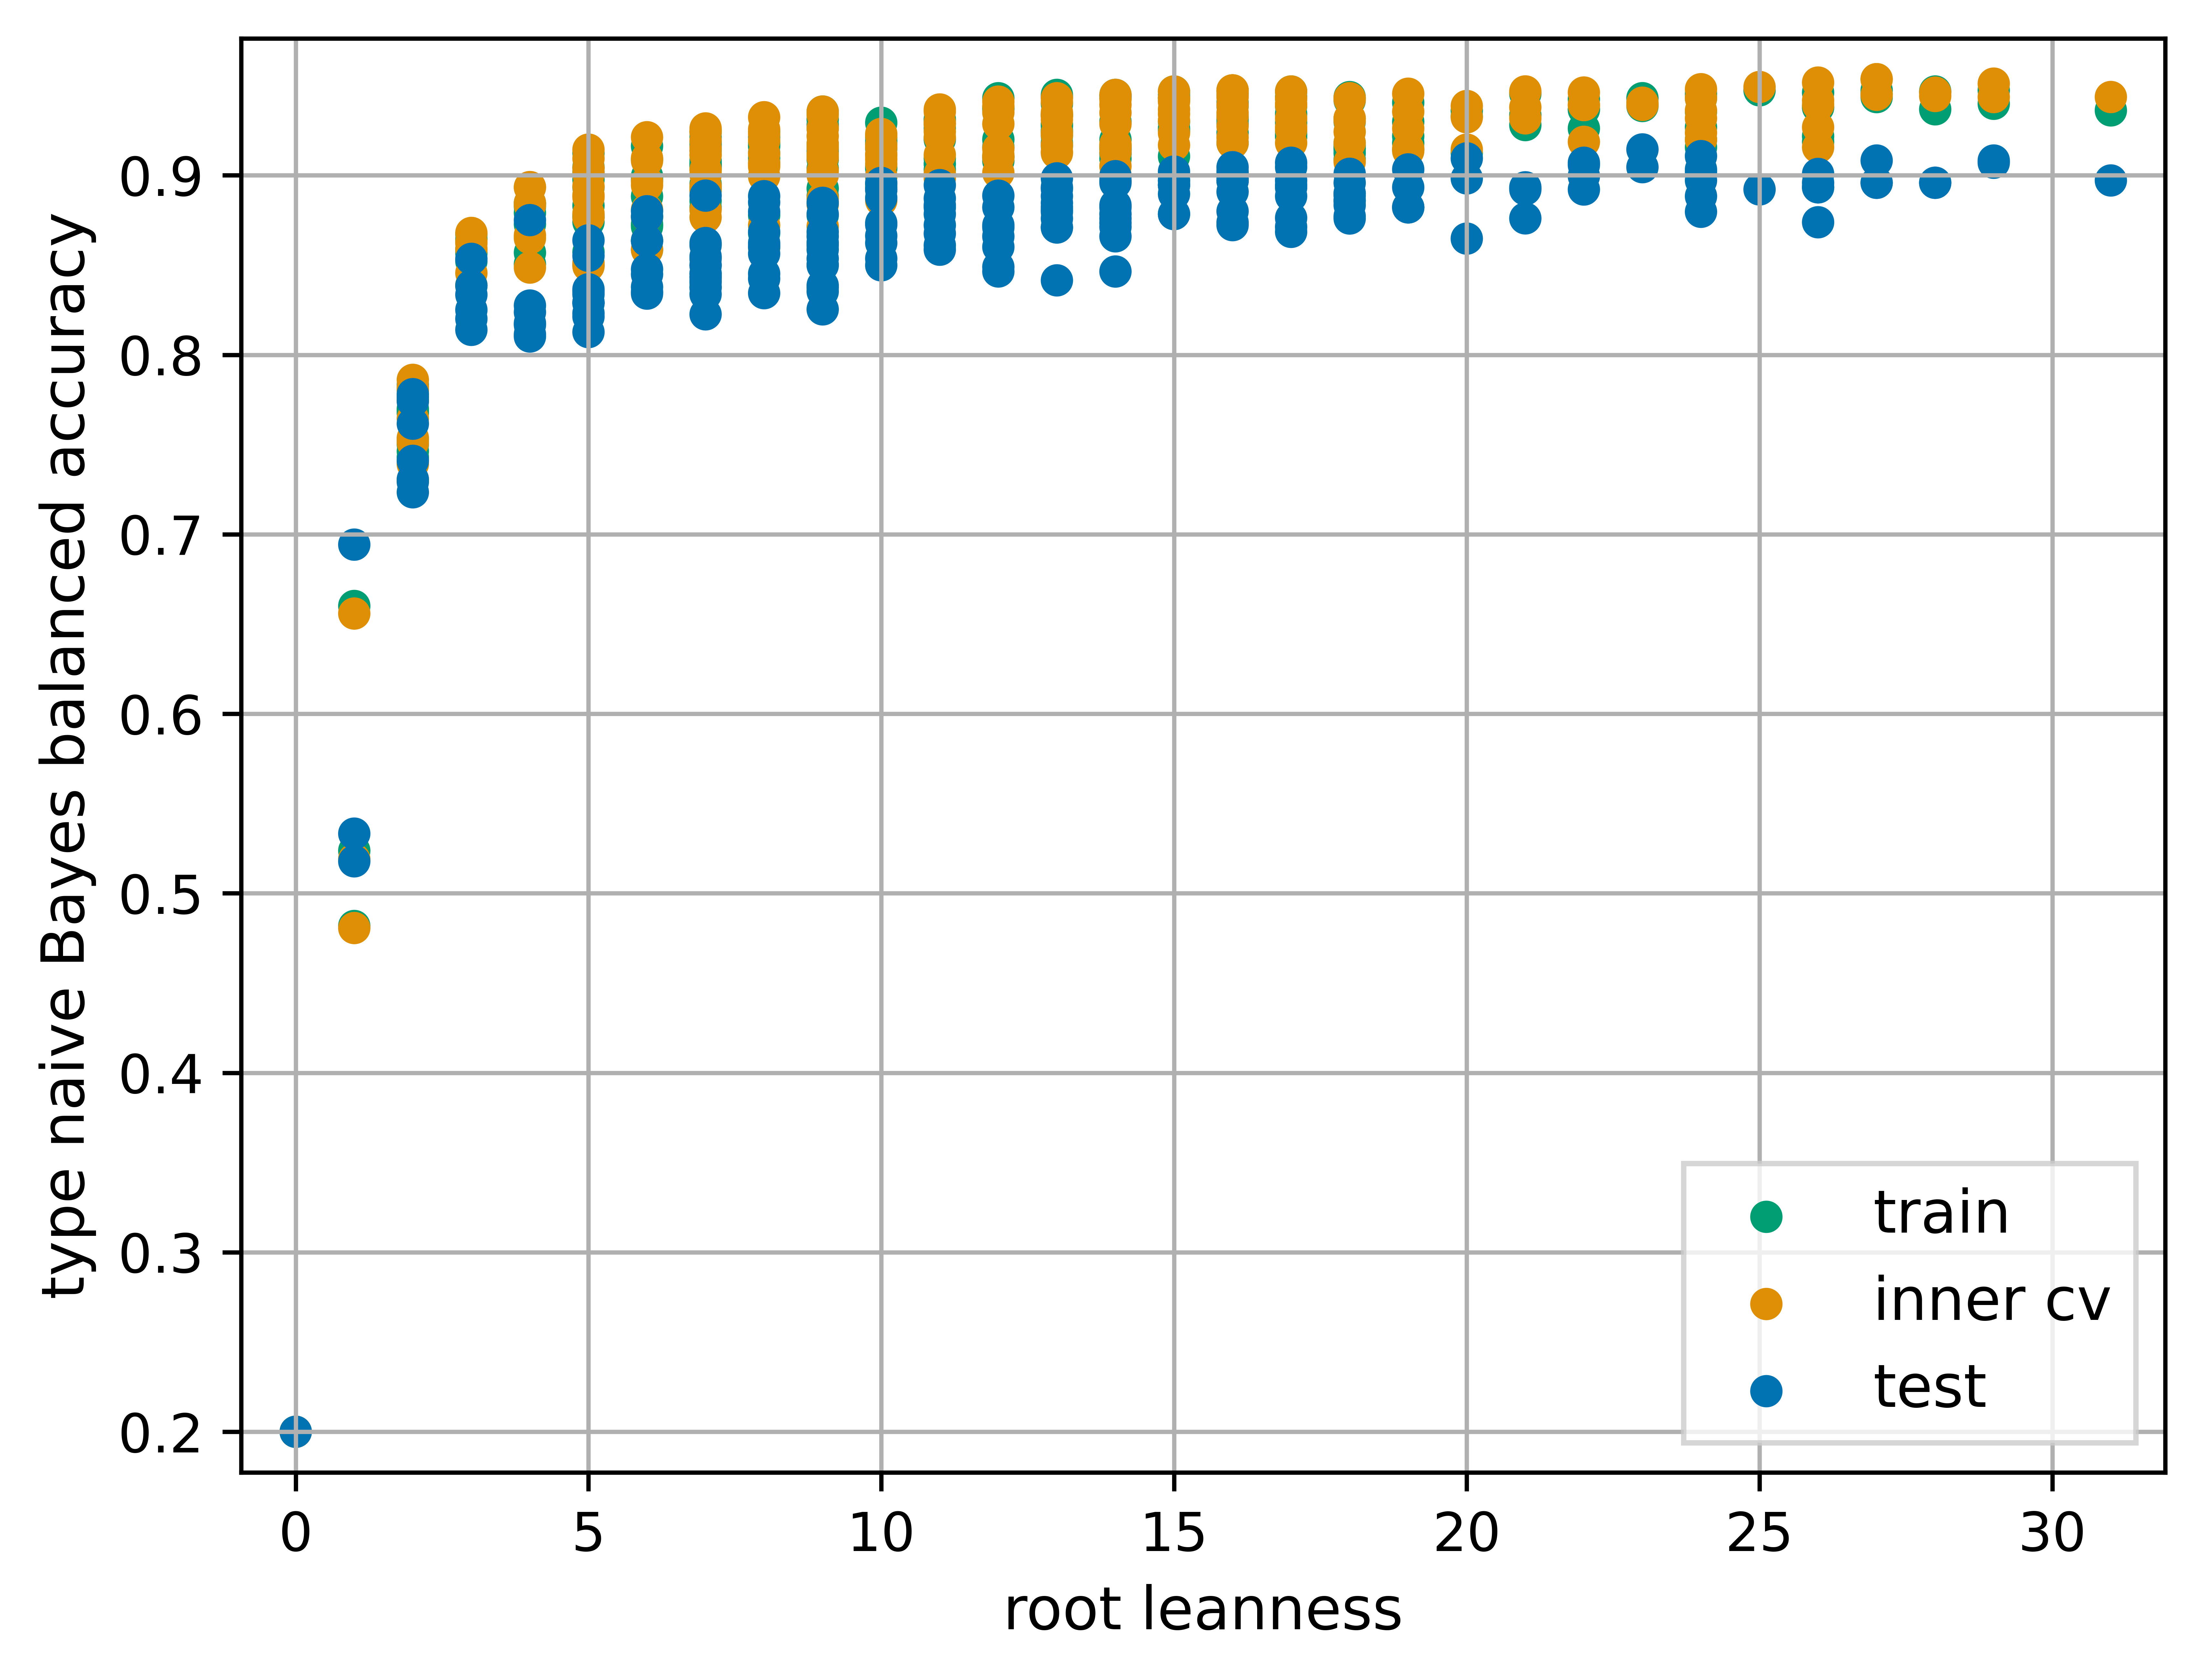 type naive Bayes balanced accuracy
0.9
0.8
0.7
0.6
0.5
0.4
0.3
0.2
0 5 10 15 20 25 30
root leanness
train
inner cv
test